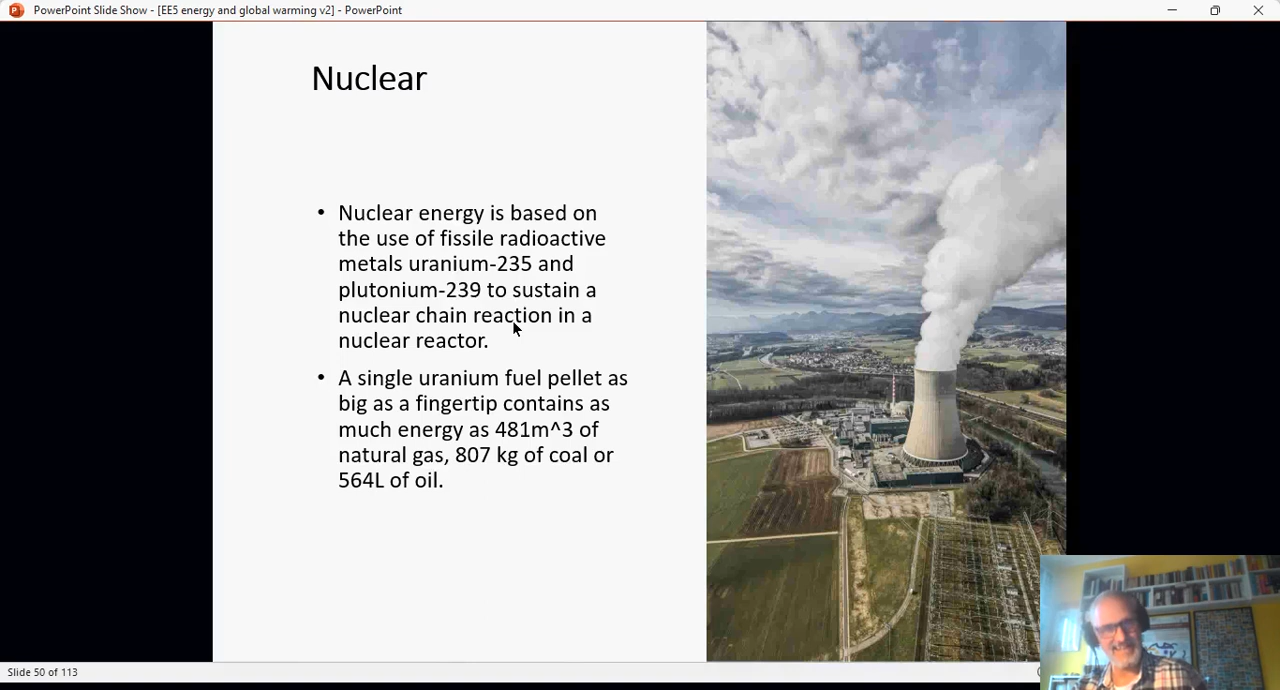 PowerPoint Slide Show - [EE5 energy and global warming v2] - PowerPoint
Nuclear
• Nuclear energy is based on
the use of fissile radioactive
metals uranium-235 and
plutonium-239 to sustain a
nuclear chain reaction in a
nuclear reactor.
• A single uranium fuel pellet as
big as a fingertip contains as
much energy as 481m^3 of
natural gas, 807 kg of coal or
564L of oil.
Slide 50 of 113